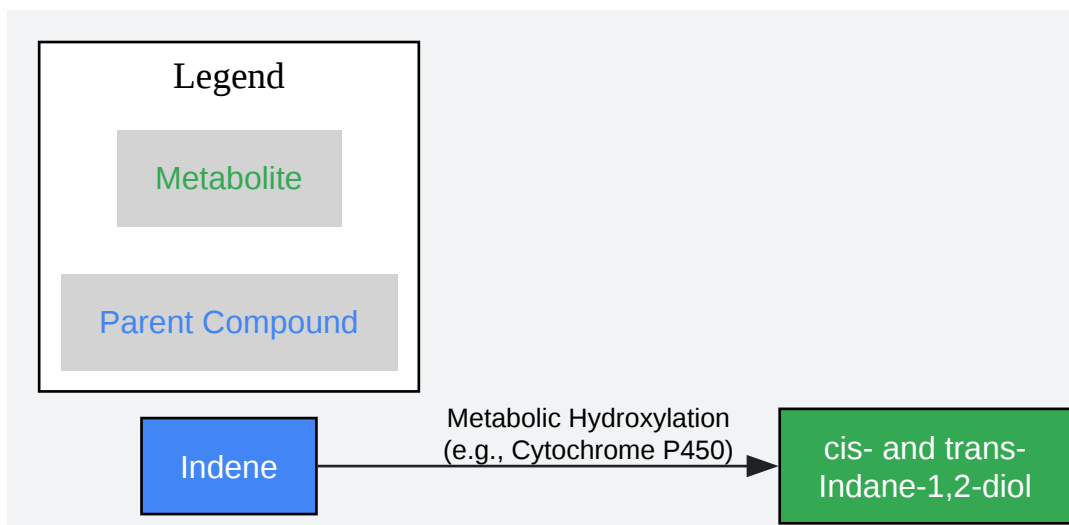 Legend
Metabolite
Parent Compound
Metabolic Hydroxylation
(e.g., Cytochrome P450)
Indene
cis- and trans-
Indane-1,2-diol